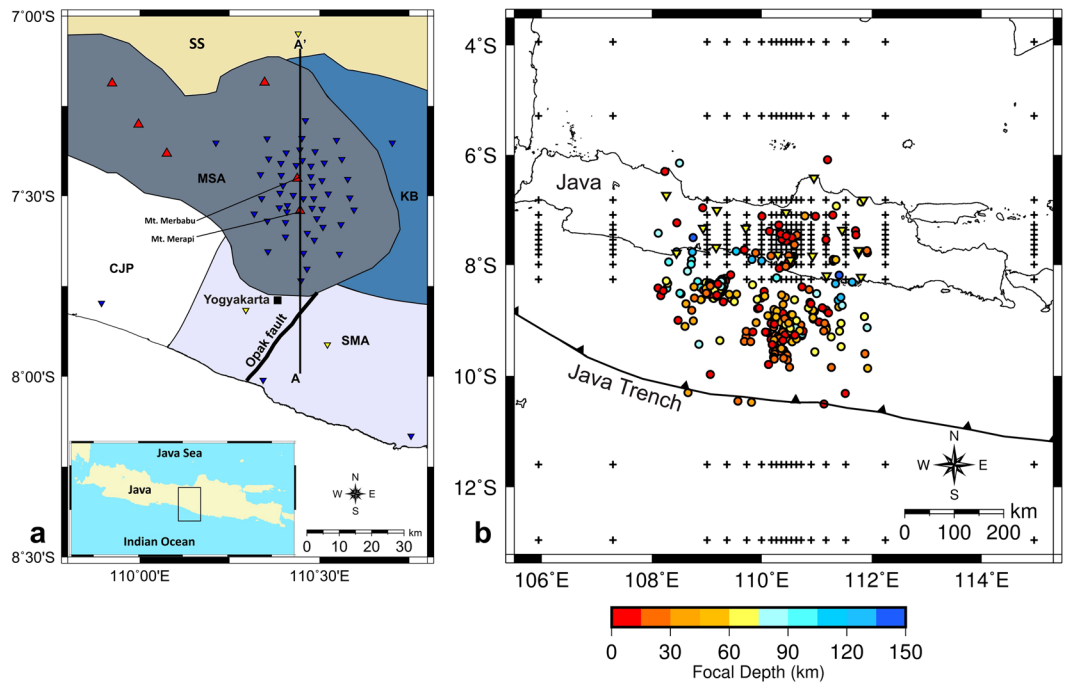 7°00'S
SS
A'
MSA
7°30'S
KB
Mt. Merbabu
Mt. Merapi
CJP
Yogyakarta
Opak fault
SMA
8°00'S
A
Java Sea
Java
Indian Ocean
N
W E
S
km
0 10 20 30
a
8°30'S
110°00'E 110°30'E
4˚S
6˚S
Java
8˚S
10˚S
Java Trench
N
W E
S
12˚S
km
0 100 200
b
106˚E 108˚E 110˚E 112˚E 114˚E
0 30 60 90 120 150
Focal Depth (km)